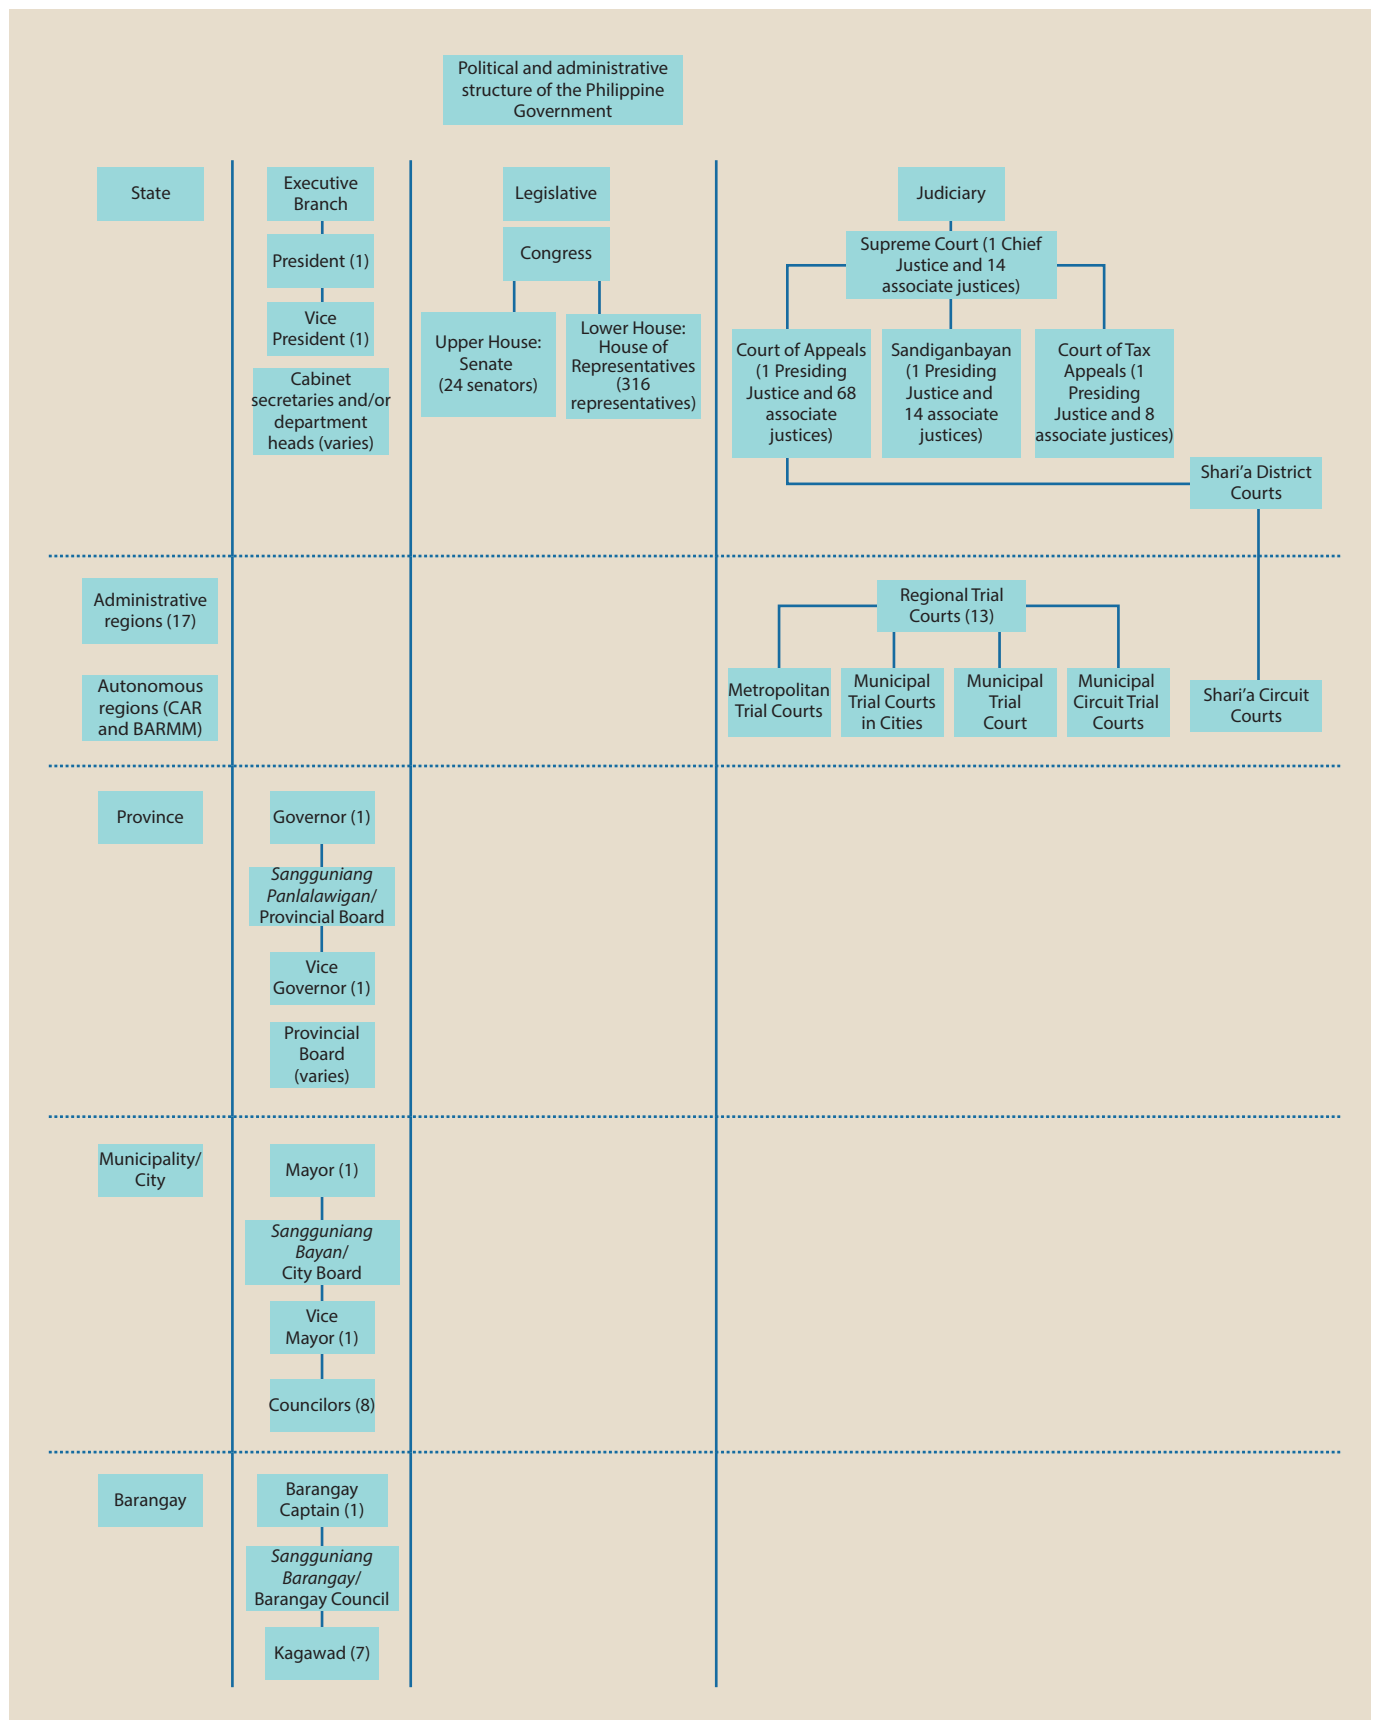 Political and administrative
structure of the Philippine
Government
State
Executive
Branch
President (1)
Vice
President (1)
Cabinet
secretaries and/or
department
heads (varies)
Legislative
Congress
Upper House:
Senate
(24 senators)
Lower House:
House of
Representatives
(316
representatives)
Judiciary
Supreme Court (1 Chief
Justice and 14
associate justices)
Court of Appeals
(1 Presiding
Justice and 68
associate
justices)
Sandiganbayan
(1 Presiding
Justice and
14 associate
justices)
Court of Tax
Appeals (1
Presiding
Justice and 8
associate justices)
Shari’a District
Courts
Administrative
regions (17)
Autonomous
regions (CAR
and BARMM)
Regional Trial
Courts (13)
Metropolitan
Trial Courts
Municipal
Trial Courts
in Cities
Municipal
Trial
Court
Municipal
Circuit Trial
Courts
Shari’a Circuit
Courts
Province
Governor (1)
Sangguniang
Panlalawigan/
Provincial Board
Vice
Governor (1)
Provincial
Board
(varies)
Municipality/
City
Mayor (1)
Sangguniang
Bayan/
City Board
Vice
Mayor (1)
Councilors (8)
Barangay
Barangay
Captain (1)
Sangguniang
Barangay/
Barangay Council
Kagawad (7)